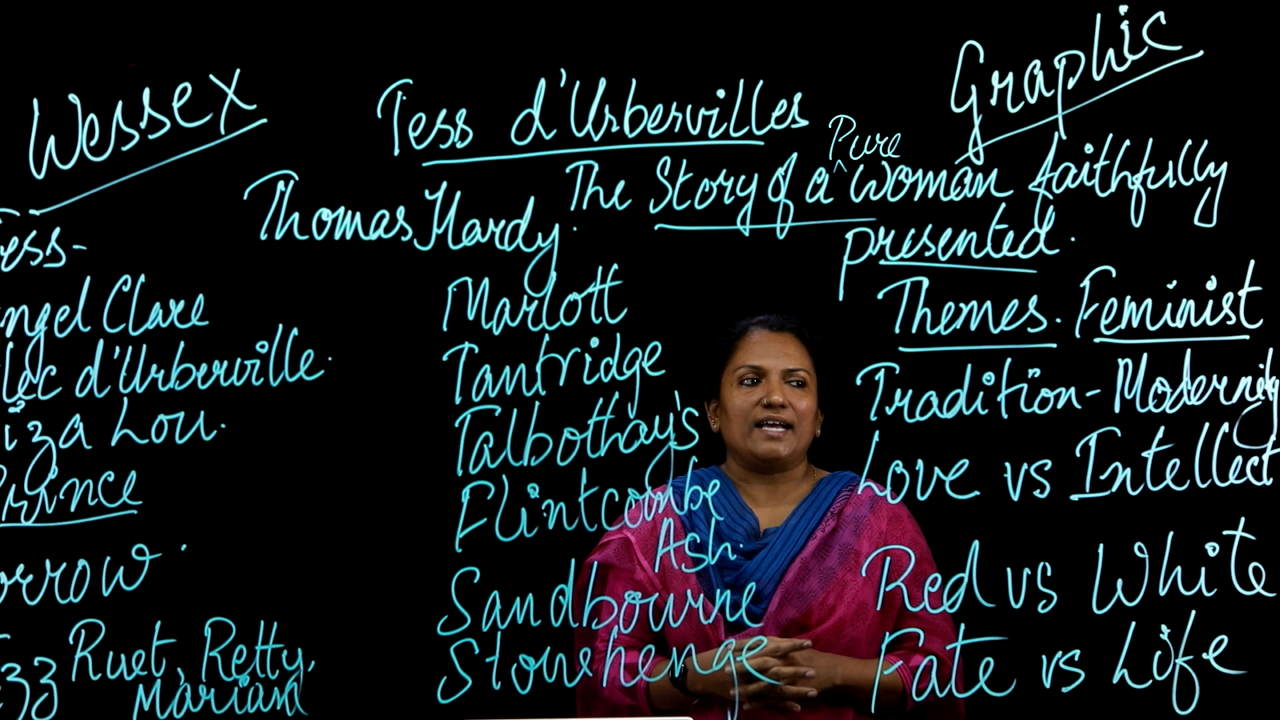 Wessex
Tess d'Urbervilles
Graphic
The Story of a Pure woman faithfully
presented.
Thomas Hardy.
ess-
ngel Clare
lec d'Urberville.
iza Lou.
Prince
orrow.
zz Ruet, Retty,
Marian
Marlott
Tantridge
Talbothay's
Flintcombe
Ash.
Sandbourne
Stonehenge
Themes. Feminist
Tradition-Modernity
Love vs Intellect
Red vs White
Fate vs Life